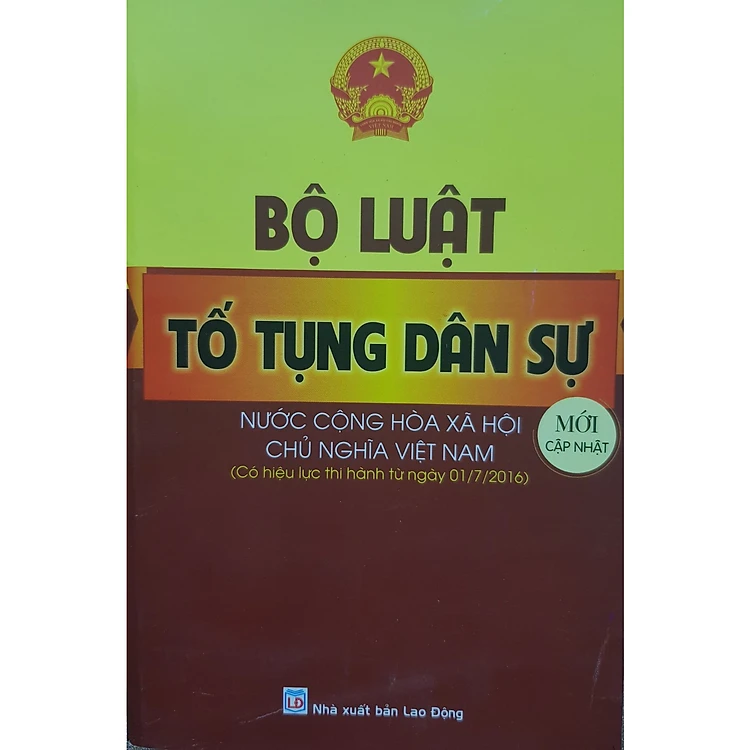 BỘ LUẬT
TỐ TỤNG DÂN SỰ
NƯỚC CỘNG HÒA XÃ HỘI
CHỦ NGHĨA VIỆT NAM
(Có hiệu lực thi hành từ ngày 01/7/2016)
MỚI
CẬP NHẬT
LĐ
Nhà xuất bản Lao Động